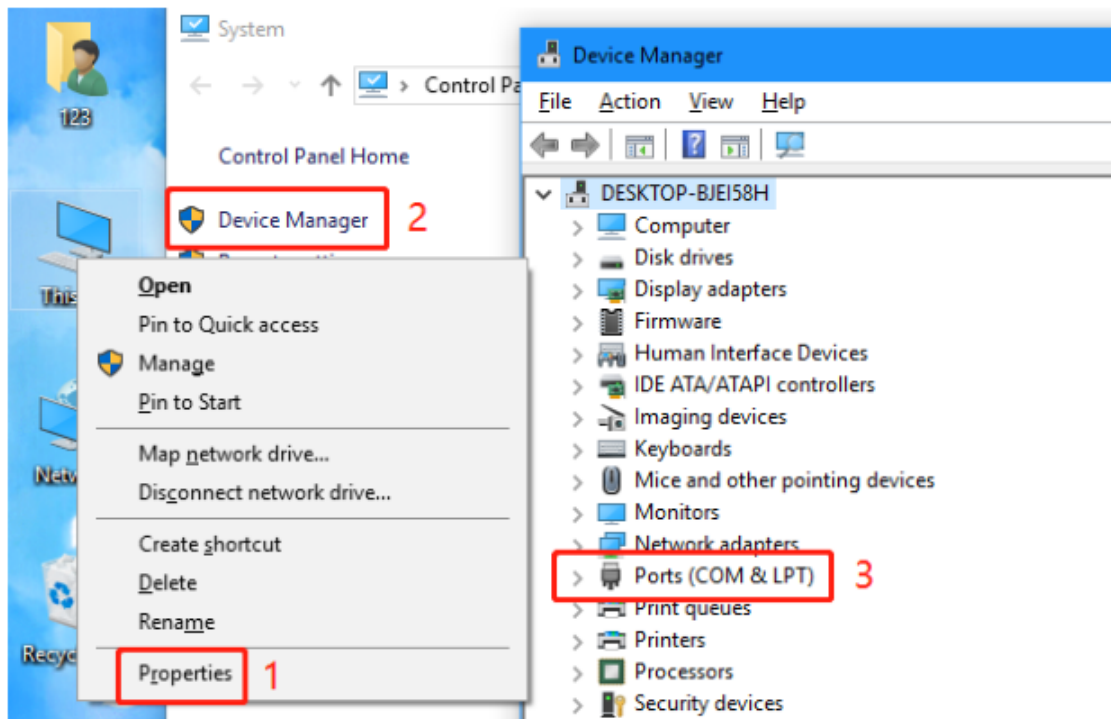 123
This
Netw
Recyc
System
Control Pa
Control Panel Home
Device Manager
2
Open
Pin to Quick access
Manage
Pin to Start
Map network drive...
Disconnect network drive...
Create shortcut
Delete
Rename
Properties
1
Device Manager
File Action View Help
DESKTOP-BJEI58H
Computer
Disk drives
Display adapters
Firmware
Human Interface Devices
IDE ATA/ATAPI controllers
Imaging devices
Keyboards
Mice and other pointing devices
Monitors
Network adapters
Ports (COM & LPT)
3
Print queues
Printers
Processors
Security devices